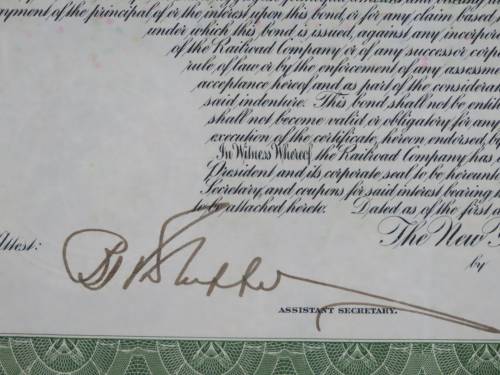 ayment of the principal of or the interest upon this bond, or for any claim based
under which this bond is issued, against any incorpor
of the Railroad Company or of any successor corp
rule of law or by the enforcement of any assessm
acceptance hereof and as part of the considerat
said indenture. This bond shall not be entit
shall not become valid or obligatory for any
execution of the certificate, hereon endorsed, by
In Witness Whereof, the Railroad Company has
President and its corporate seal to be hereunto
Secretary, and coupons for said interest bearing
to be attached hereto. Dated as of the first
Attest:
The New
by
ASSISTANT SECRETARY.